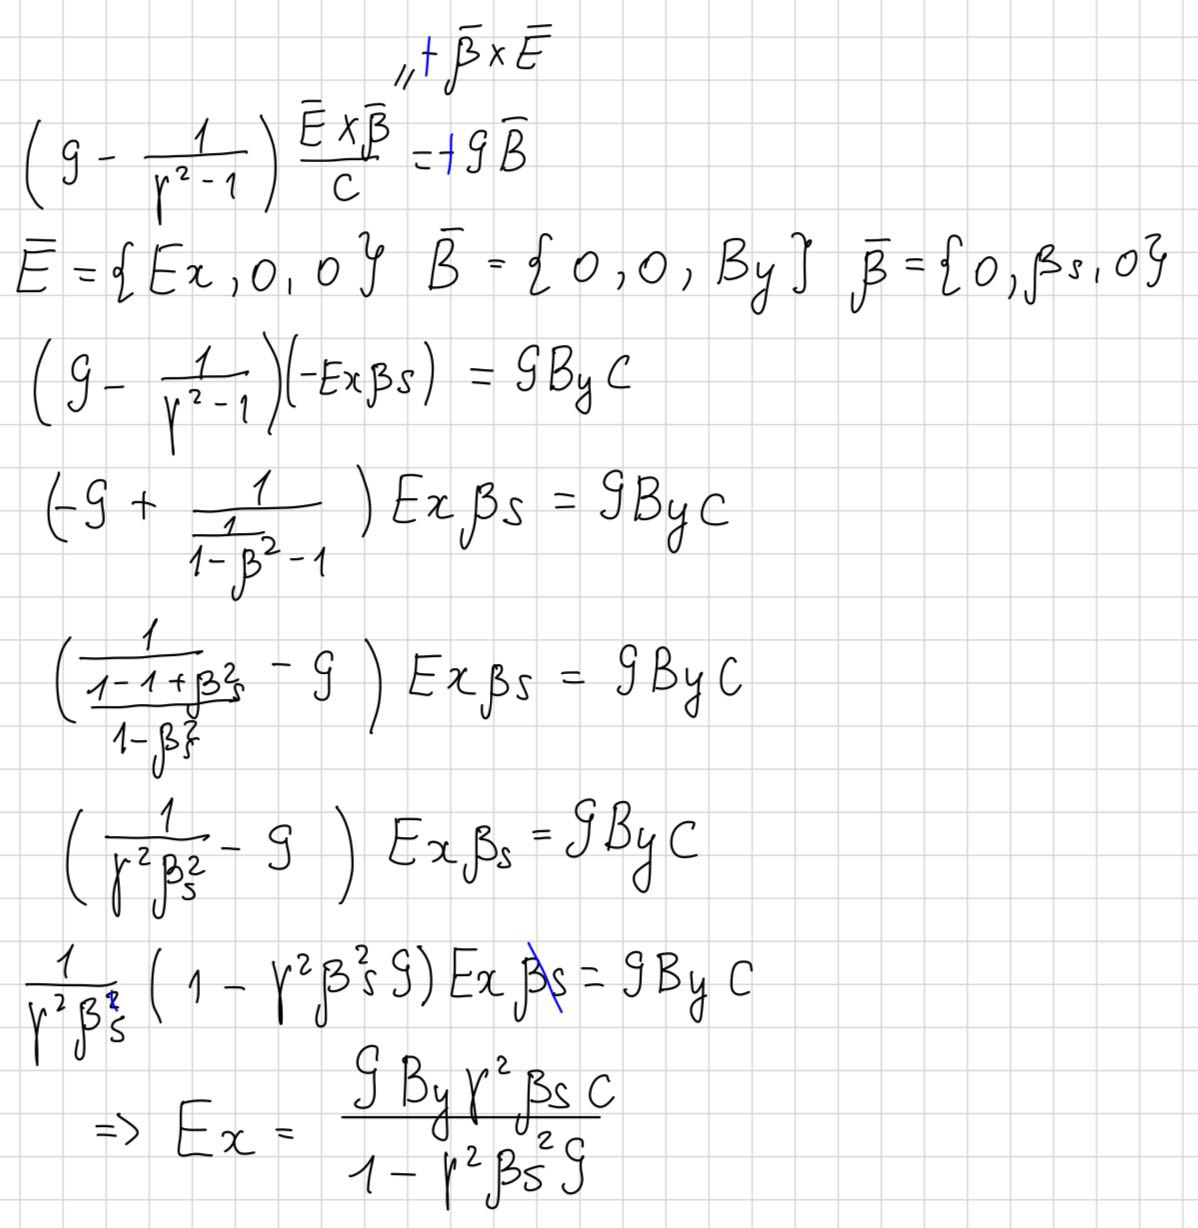 „+ β̄ × Ē
(g - 1/(γ² - 1)) (Ē × β̄)/c = +g B̄
Ē = {Ex, 0, 0} B̄ = {0, 0, By} β̄ = {0, βs, 0}
(g - 1/(γ² - 1)) (-Ex βs) = g By c
(-g + 1/(1/(1-β²) - 1)) Ex βs = g By c
(1/((1-1+βs²)/(1-βs²)) - g) Ex βs = g By c
(1/(γ² βs²) - g) Ex βs = g By c
1/(γ² βs²) (1 - γ² βs² g) Ex βs = g By c
=> Ex = (g By γ² βs c)/(1 - γ² βs² g)